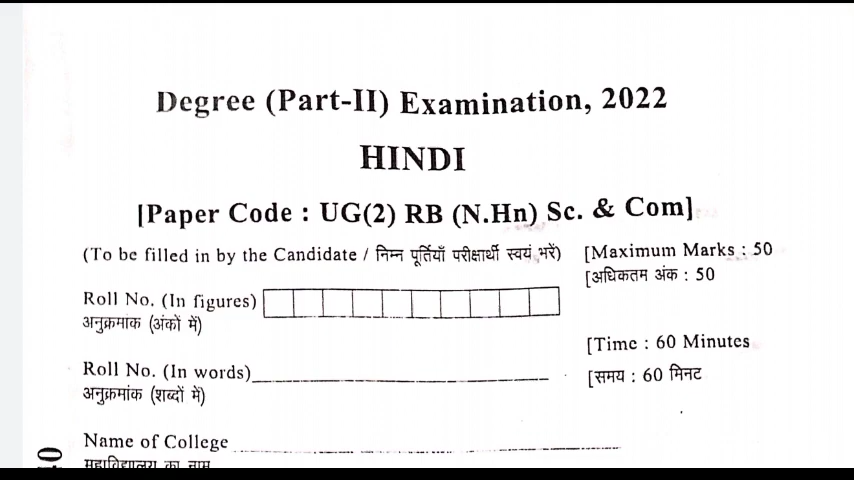 Degree (Part-II) Examination, 2022
HINDI
[Paper Code : UG(2) RB (N.Hn) Sc. & Com]
(To be filled in by the Candidate / निम्न पूर्तियाँ परीक्षार्थी स्वयं भरें) [Maximum Marks : 50
[अधिकतम अंक : 50
Roll No. (In figures)
अनुक्रमांक (अंकों में)
[Time : 60 Minutes
Roll No. (In words)
[समय : 60 मिनट
अनुक्रमांक (शब्दों में)
Name of College
महाविद्यालय का नाम